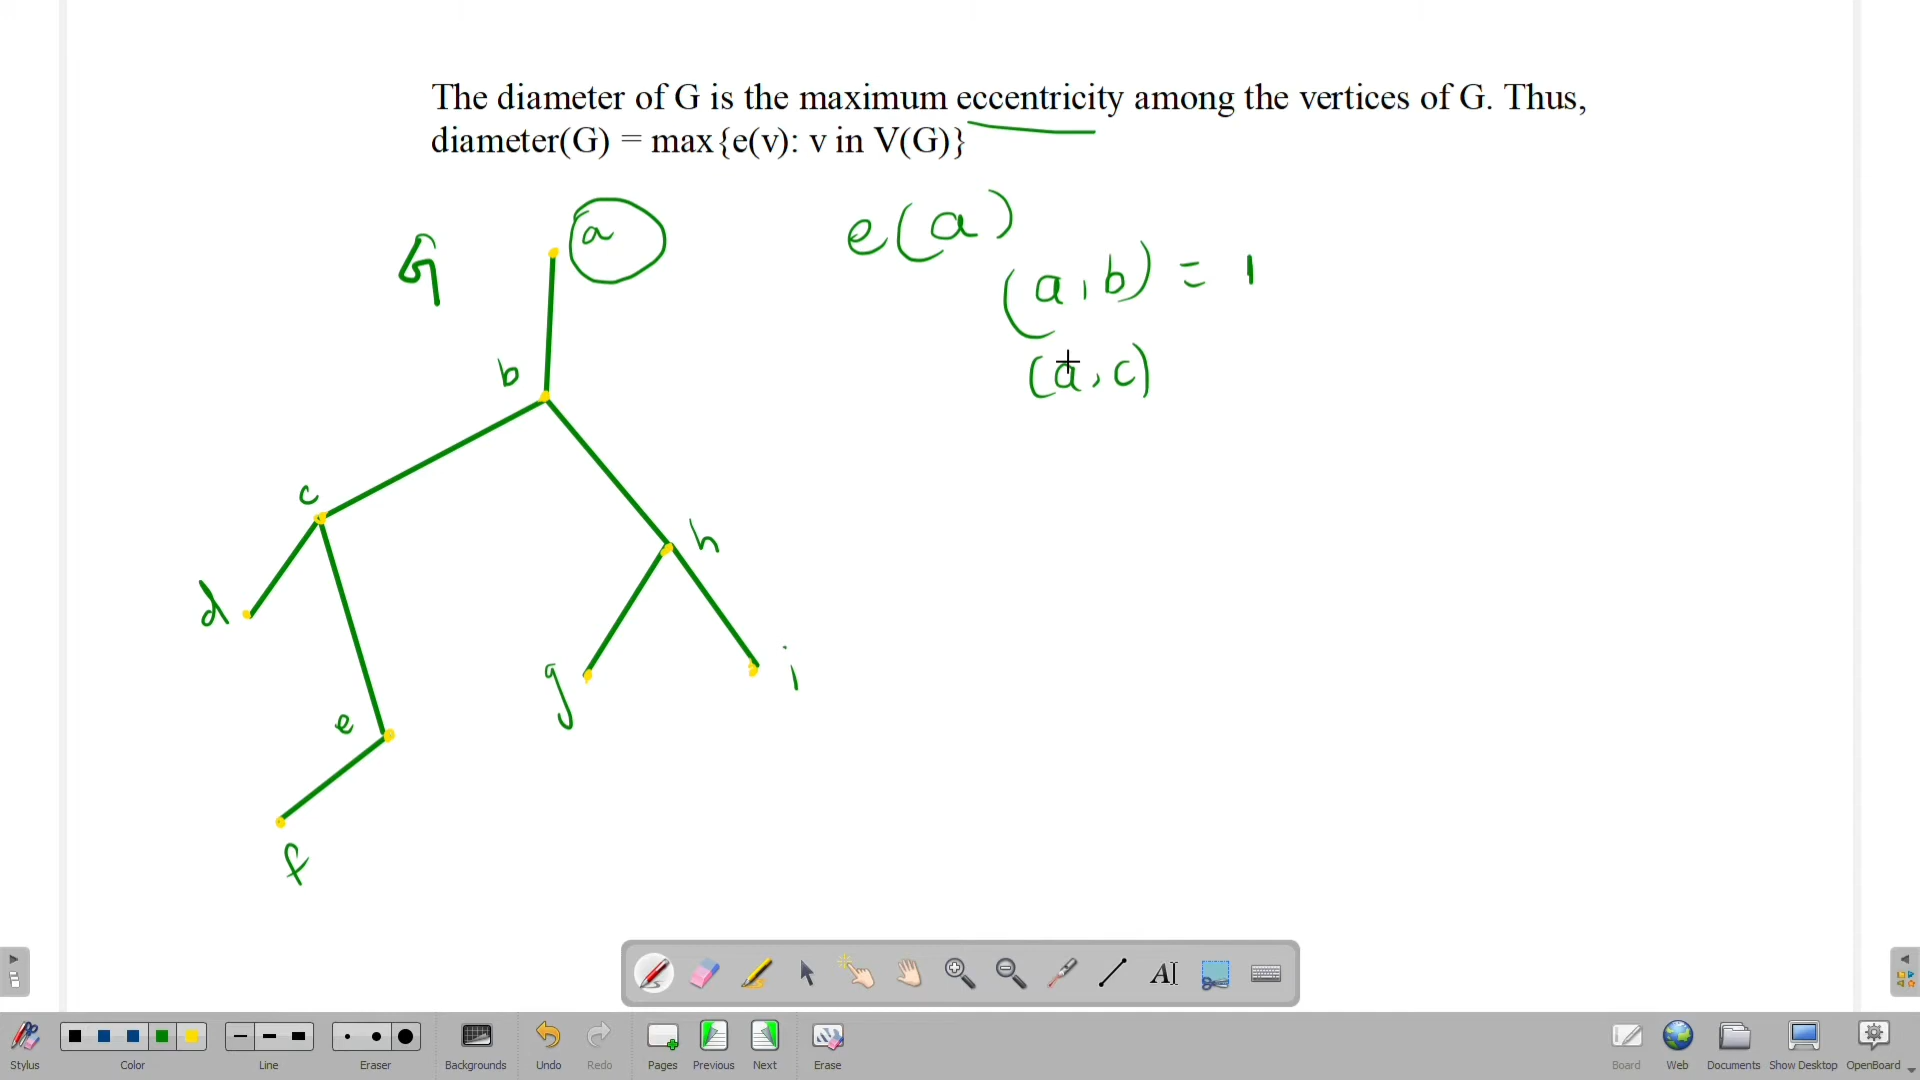 The diameter of G is the maximum eccentricity among the vertices of G. Thus,
diameter(G) = max{e(v): v in V(G)}
G
a
e(a)
(a,b) = 1
(a,c)
b
c
h
d
g
i
e
f
AI
Stylus
Color
Line
Eraser
Backgrounds
Undo
Redo
Pages
Previous
Next
Erase
Board
Web
Documents
Show Desktop
OpenBoard